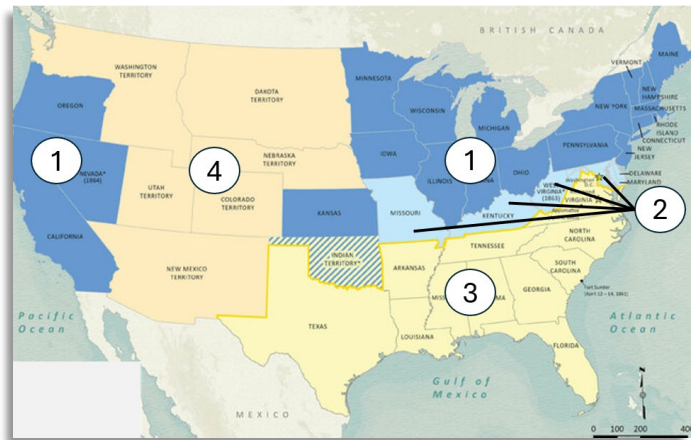 BRITISH CANADA
WASHINGTON
TERRITORY
OREGON
DAKOTA
TERRITORY
MINNESOTA
WISCONSIN
MICHIGAN
VERMONT
MAINE
NEW
HAMPSHIRE
MASSACHUSETTS
RHODE
ISLAND
CONNECTICUT
NEW YORK
PENNSYLVANIA
NEW
JERSEY
DELAWARE
MARYLAND
1
NEVADA*
(1864)
4
NEBRASKA
TERRITORY
IOWA
1
ILLINOIS
OHIO
UTAH
TERRITORY
COLORADO
TERRITORY
KANSAS
MISSOURI
KENTUCKY
WEST
VIRGINIA*
(1863)
Washington
D.C.
VIRGINIA
2
CALIFORNIA
NEW MEXICO
TERRITORY
INDIAN
TERRITORY*
ARKANSAS
TENNESSEE
NORTH
CAROLINA
SOUTH
CAROLINA
3
GEORGIA
Fort Sumter
(April 12 - 14, 1861)
TEXAS
LOUISIANA
FLORIDA
Pacific
Ocean
Atlantic
Ocean
Gulf of
Mexico
MEXICO
0 100 200 400